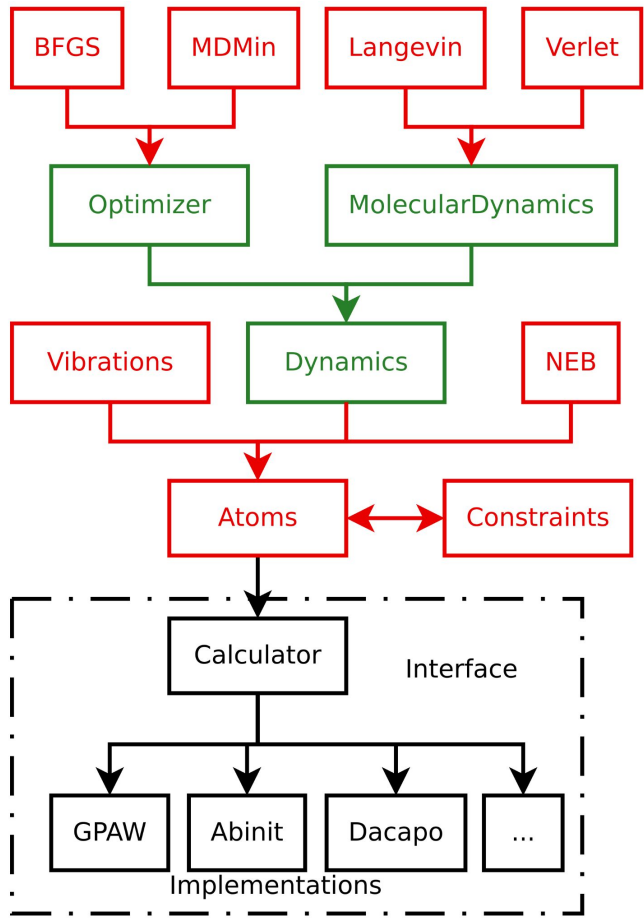 BFGS
MDMin
Langevin
Verlet
Optimizer
MolecularDynamics
Vibrations
Dynamics
NEB
Atoms
Constraints
Calculator
Interface
GPAW
Abinit
Dacapo
...
Implementations